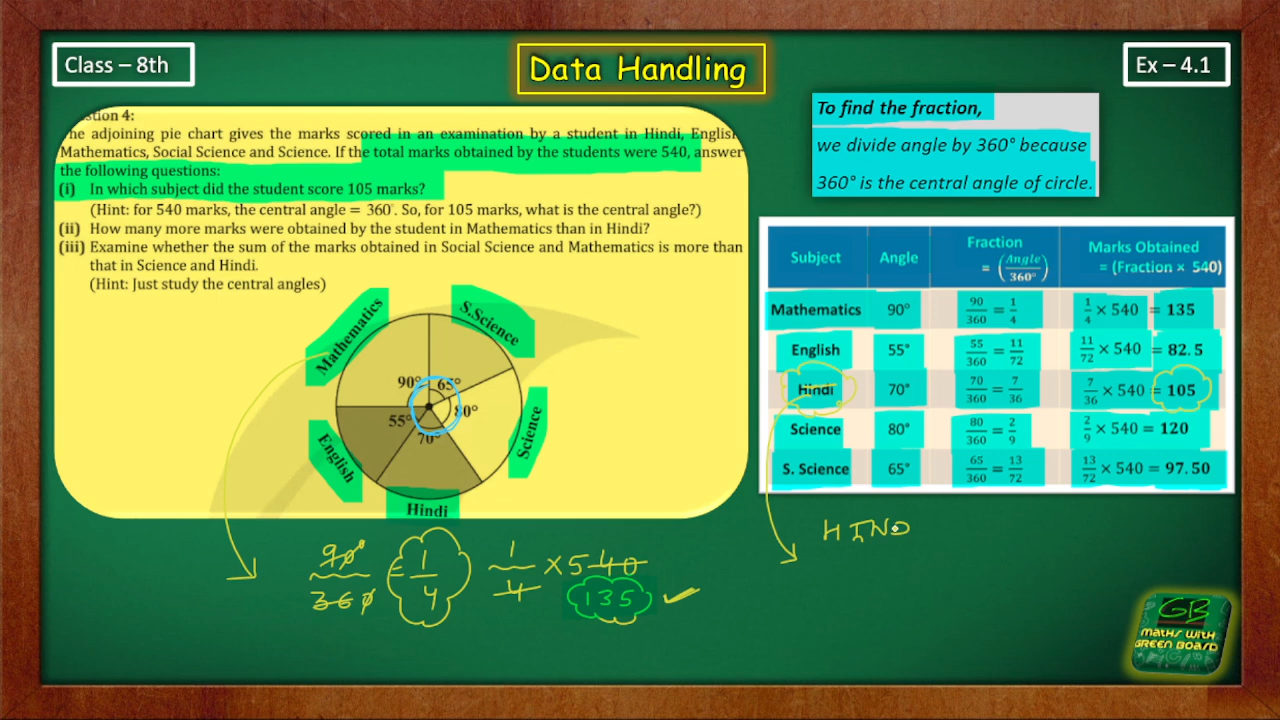 Class – 8th
Data Handling
Ex – 4.1
stion 4:
he adjoining pie chart gives the marks scored in an examination by a student in Hindi, English
Mathematics, Social Science and Science. If the total marks obtained by the students were 540, answer
the following questions:
(i) In which subject did the student score 105 marks?
(Hint: for 540 marks, the central angle = 360°. So, for 105 marks, what is the central angle?)
(ii) How many more marks were obtained by the student in Mathematics than in Hindi?
(iii) Examine whether the sum of the marks obtained in Social Science and Mathematics is more than
that in Science and Hindi.
(Hint: Just study the central angles)
Mathematics
S.Science
90°
65°
80°
55°
70°
English
Science
Hindi
To find the fraction,
we divide angle by 360° because
360° is the central angle of circle.
Subject Angle Fraction = (Angle/360°) Marks Obtained = (Fraction × 540)
Mathematics 90° 90/360 = 1/4 1/4 × 540 = 135
English 55° 55/360 = 11/72 11/72 × 540 = 82.5
Hindi 70° 70/360 = 7/36 7/36 × 540 = 105
Science 80° 80/360 = 2/9 2/9 × 540 = 120
S. Science 65° 65/360 = 13/72 13/72 × 540 = 97.50
90°/360 = 1/4 1/4 × 540
135
HIND
GB
MATHS WITH
GREEN BOARD